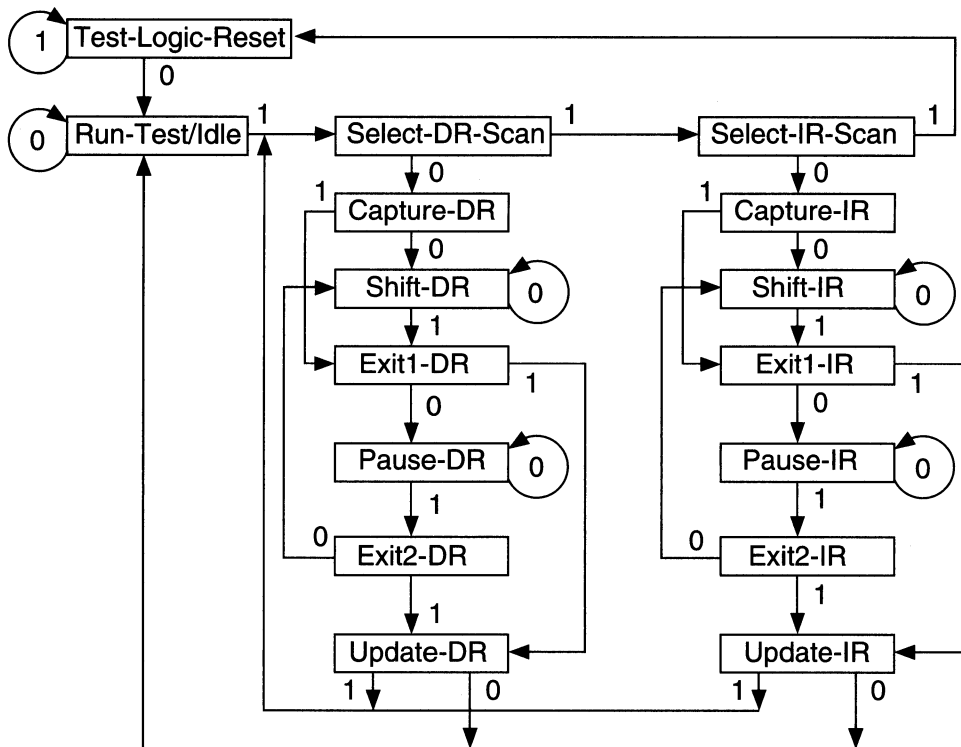 1 Test-Logic-Reset
0
0 Run-Test/Idle 1 Select-DR-Scan 1 Select-IR-Scan 1
0 0
1 Capture-DR 1 Capture-IR
0 0
Shift-DR 0 Shift-IR 0
1 1
Exit1-DR 1 Exit1-IR 1
0 0
Pause-DR 0 Pause-IR 0
1 1
0 Exit2-DR 0 Exit2-IR
1 1
Update-DR Update-IR
1 0 1 0